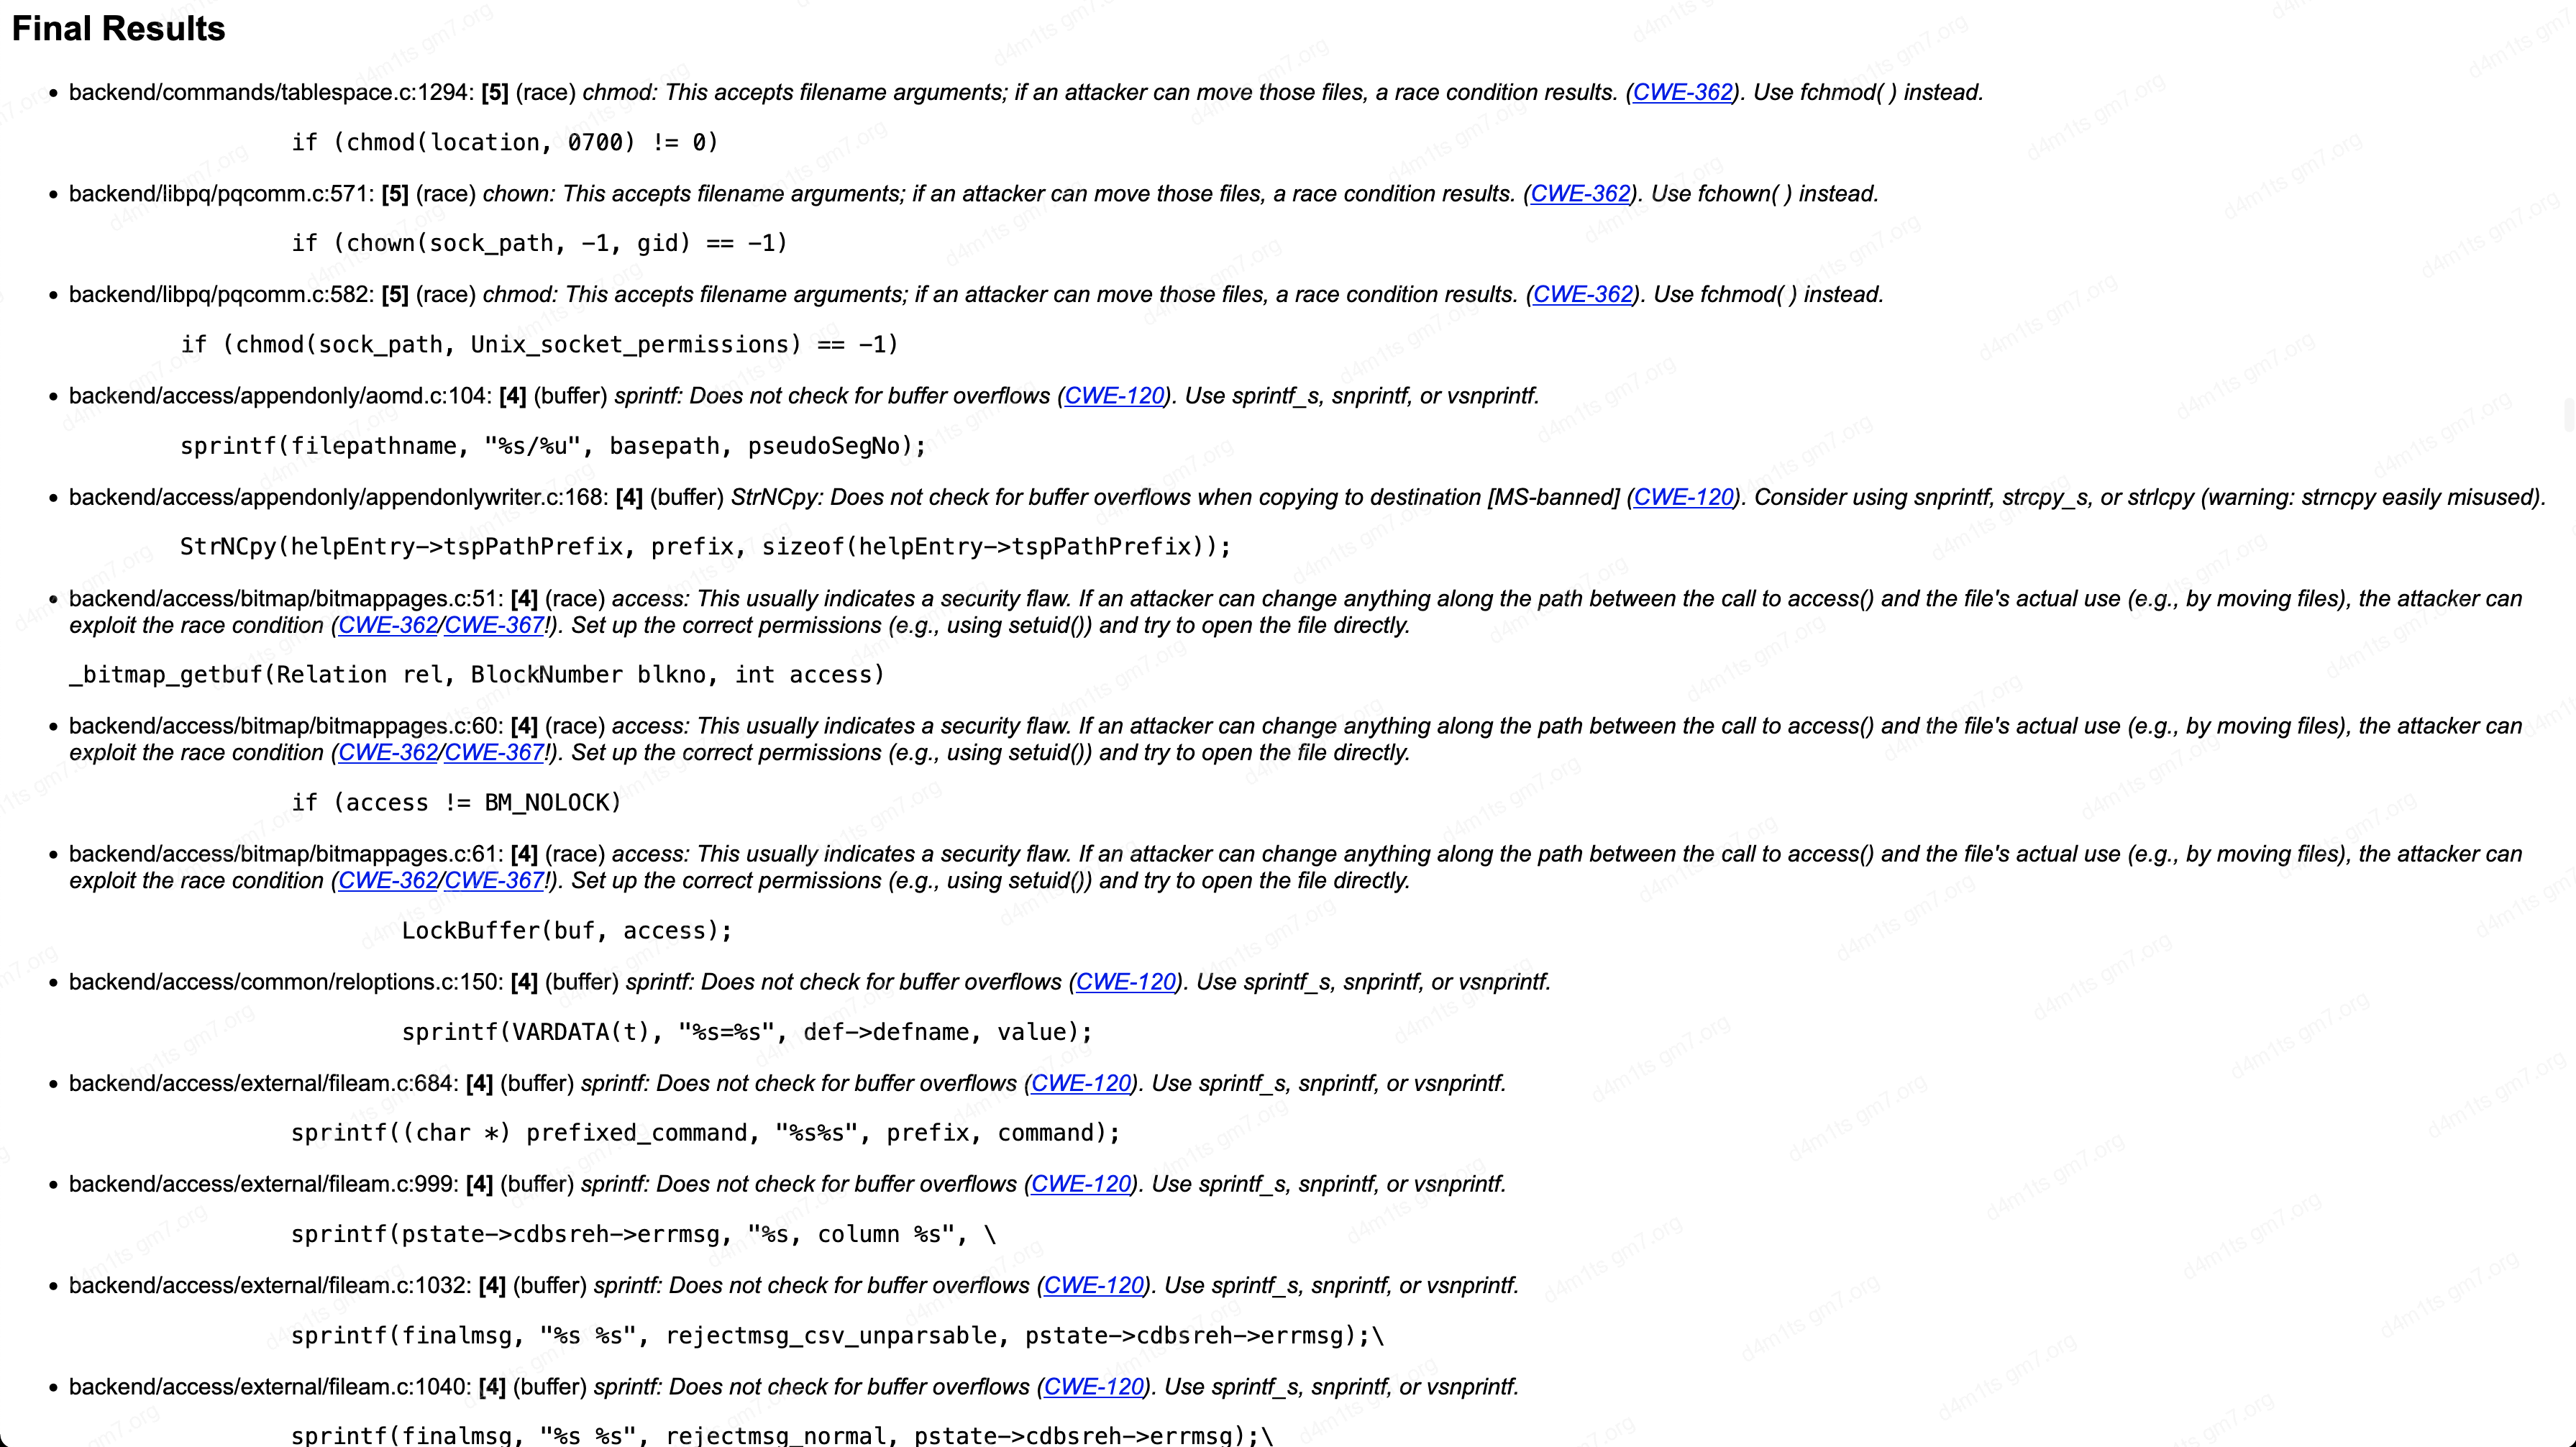 Final Results
• backend/commands/tablespace.c:1294: [5] (race) chmod: This accepts filename arguments; if an attacker can move those files, a race condition results. (CWE-362). Use fchmod( ) instead.
if (chmod(location, 0700) != 0)
• backend/libpq/pqcomm.c:571: [5] (race) chown: This accepts filename arguments; if an attacker can move those files, a race condition results. (CWE-362). Use fchown( ) instead.
if (chown(sock_path, -1, gid) == -1)
• backend/libpq/pqcomm.c:582: [5] (race) chmod: This accepts filename arguments; if an attacker can move those files, a race condition results. (CWE-362). Use fchmod( ) instead.
if (chmod(sock_path, Unix_socket_permissions) == -1)
• backend/access/appendonly/aomd.c:104: [4] (buffer) sprintf: Does not check for buffer overflows (CWE-120). Use sprintf_s, snprintf, or vsnprintf.
sprintf(filepathname, "%s/%u", basepath, pseudoSegNo);
• backend/access/appendonly/appendonlywriter.c:168: [4] (buffer) StrNCpy: Does not check for buffer overflows when copying to destination [MS-banned] (CWE-120). Consider using snprintf, strcpy_s, or strlcpy (warning: strncpy easily misused).
StrNCpy(helpEntry->tspPathPrefix, prefix, sizeof(helpEntry->tspPathPrefix));
• backend/access/bitmap/bitmappages.c:51: [4] (race) access: This usually indicates a security flaw. If an attacker can change anything along the path between the call to access() and the file's actual use (e.g., by moving files), the attacker can
exploit the race condition (CWE-362/CWE-367!). Set up the correct permissions (e.g., using setuid()) and try to open the file directly.
_bitmap_getbuf(Relation rel, BlockNumber blkno, int access)
• backend/access/bitmap/bitmappages.c:60: [4] (race) access: This usually indicates a security flaw. If an attacker can change anything along the path between the call to access() and the file's actual use (e.g., by moving files), the attacker can
exploit the race condition (CWE-362/CWE-367!). Set up the correct permissions (e.g., using setuid()) and try to open the file directly.
if (access != BM_NOLOCK)
• backend/access/bitmap/bitmappages.c:61: [4] (race) access: This usually indicates a security flaw. If an attacker can change anything along the path between the call to access() and the file's actual use (e.g., by moving files), the attacker can
exploit the race condition (CWE-362/CWE-367!). Set up the correct permissions (e.g., using setuid()) and try to open the file directly.
LockBuffer(buf, access);
• backend/access/common/reloptions.c:150: [4] (buffer) sprintf: Does not check for buffer overflows (CWE-120). Use sprintf_s, snprintf, or vsnprintf.
sprintf(VARDATA(t), "%s=%s", def->defname, value);
• backend/access/external/fileam.c:684: [4] (buffer) sprintf: Does not check for buffer overflows (CWE-120). Use sprintf_s, snprintf, or vsnprintf.
sprintf((char *) prefixed_command, "%s%s", prefix, command);
• backend/access/external/fileam.c:999: [4] (buffer) sprintf: Does not check for buffer overflows (CWE-120). Use sprintf_s, snprintf, or vsnprintf.
sprintf(pstate->cdbsreh->errmsg, "%s, column %s", \
• backend/access/external/fileam.c:1032: [4] (buffer) sprintf: Does not check for buffer overflows (CWE-120). Use sprintf_s, snprintf, or vsnprintf.
sprintf(finalmsg, "%s %s", rejectmsg_csv_unparsable, pstate->cdbsreh->errmsg);\
• backend/access/external/fileam.c:1040: [4] (buffer) sprintf: Does not check for buffer overflows (CWE-120). Use sprintf_s, snprintf, or vsnprintf.
sprintf(finalmsg, "%s %s", rejectmsg_normal, pstate->cdbsreh->errmsg);\
d4m1ts gm7.org